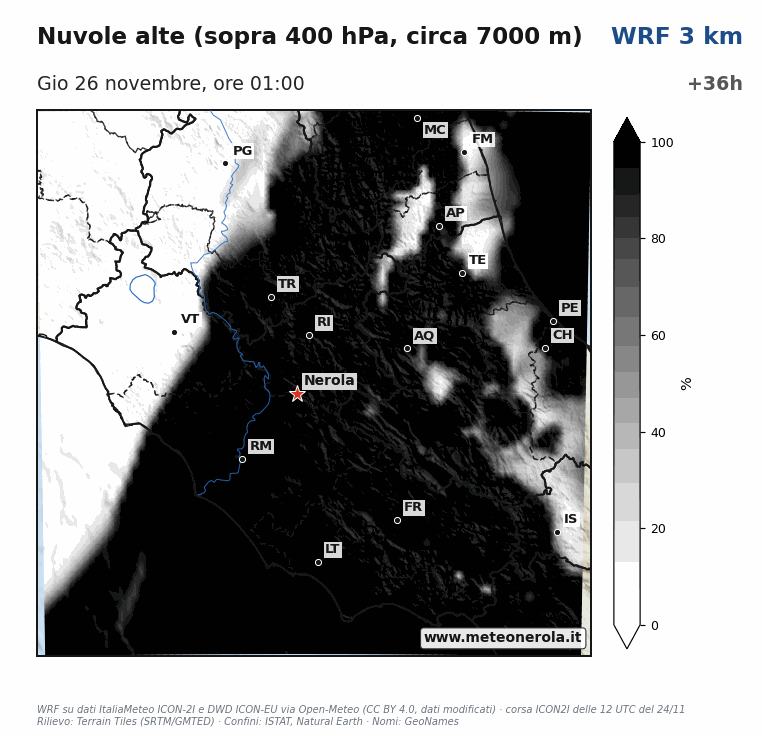 Nuvole alte (sopra 400 hPa, circa 7000 m) WRF 3 km
Gio 26 novembre, ore 01:00 +36h
MC
FM
PG
AP
TE
TR
PE
VT
RI
AQ
CH
Nerola
RM
FR
IS
LT
www.meteonerola.it
100
80
60
40
20
0
%
WRF su dati ItaliaMeteo ICON-2I e DWD ICON-EU via Open-Meteo (CC BY 4.0, dati modificati) · corsa ICON2I delle 12 UTC del 24/11
Rilievo: Terrain Tiles (SRTM/GMTED) · Confini: ISTAT, Natural Earth · Nomi: GeoNames